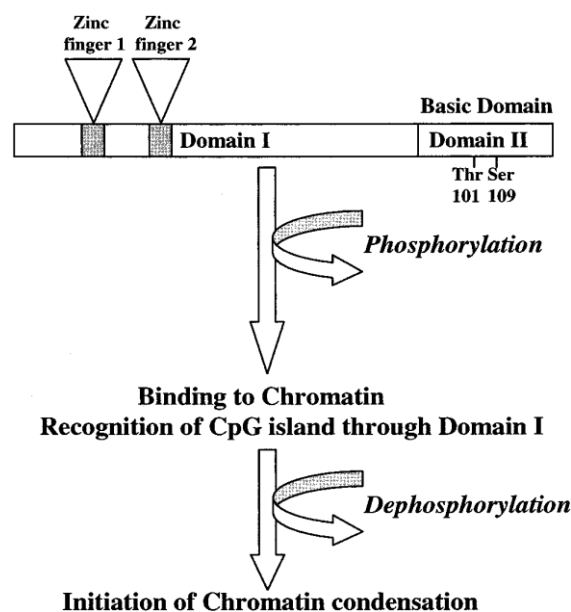 Zinc Zinc
finger 1 finger 2
Basic Domain
Domain I Domain II
Thr Ser
101 109
Phosphorylation
Binding to Chromatin
Recognition of CpG island through Domain I
Dephosphorylation
Initiation of Chromatin condensation